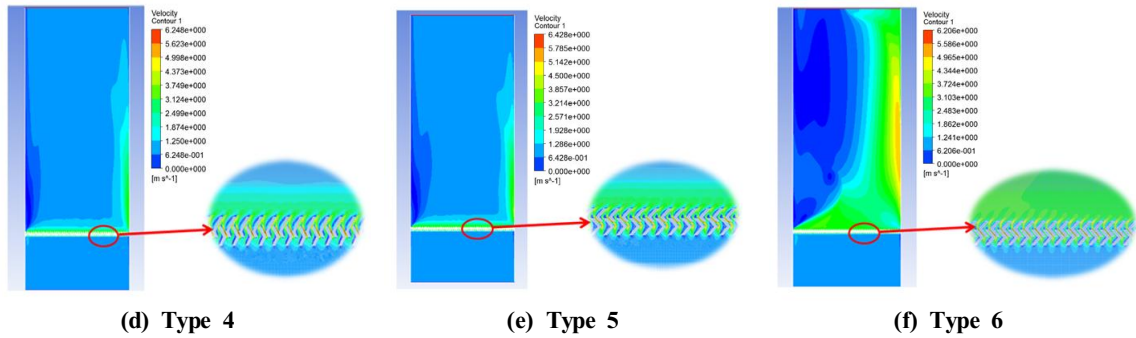 Velocity
Contour 1
6.248e+000
5.623e+000
4.998e+000
4.373e+000
3.749e+000
3.124e+000
2.499e+000
1.874e+000
1.250e+000
6.248e-001
0.000e+000
[m s^-1]
(d) Type 4
Velocity
Contour 1
6.428e+000
5.785e+000
5.142e+000
4.500e+000
3.857e+000
3.214e+000
2.571e+000
1.928e+000
1.286e+000
6.428e-001
0.000e+000
[m s^-1]
(e) Type 5
Velocity
Contour 1
6.206e+000
5.586e+000
4.965e+000
4.344e+000
3.724e+000
3.103e+000
2.483e+000
1.862e+000
1.241e+000
6.206e-001
0.000e+000
[m s^-1]
(f) Type 6